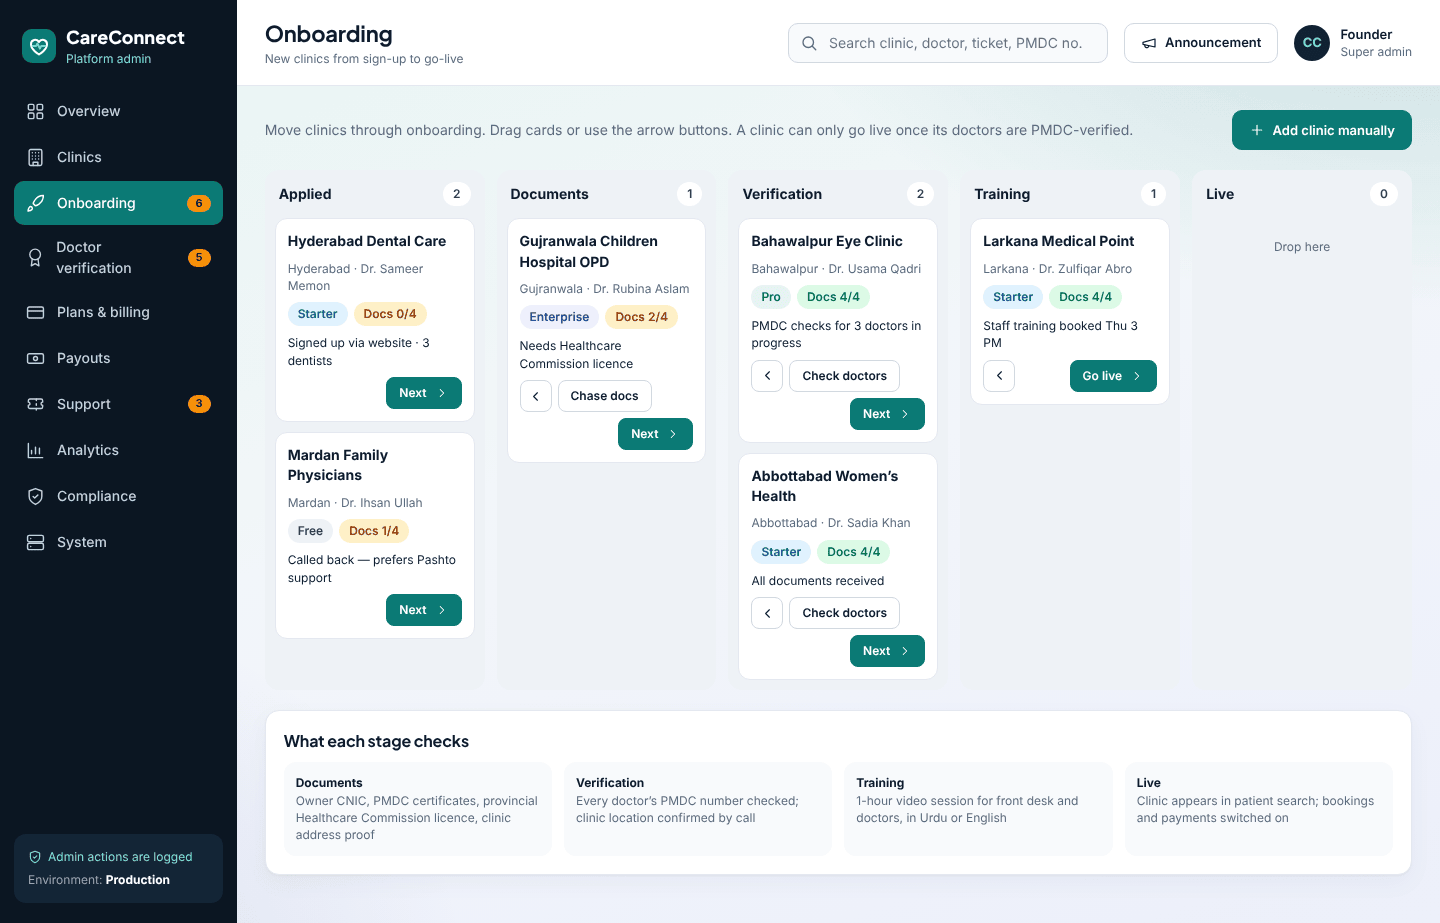 CareConnect
Platform admin
Overview
Clinics
Onboarding
6
Doctor
verification
5
Plans & billing
Payouts
Support
3
Analytics
Compliance
System
Admin actions are logged
Environment: Production
Onboarding
New clinics from sign-up to go-live
Search clinic, doctor, ticket, PMDC no.
Announcement
CC
Founder
Super admin
Move clinics through onboarding. Drag cards or use the arrow buttons. A clinic can only go live once its doctors are PMDC-verified.
Add clinic manually
Applied
2
Hyderabad Dental Care
Hyderabad · Dr. Sameer
Memon
Starter
Docs 0/4
Signed up via website · 3
dentists
Next
Mardan Family
Physicians
Mardan · Dr. Ihsan Ullah
Free
Docs 1/4
Called back — prefers Pashto
support
Next
Documents
1
Gujranwala Children
Hospital OPD
Gujranwala · Dr. Rubina Aslam
Enterprise
Docs 2/4
Needs Healthcare
Commission licence
Chase docs
Next
Verification
2
Bahawalpur Eye Clinic
Bahawalpur · Dr. Usama Qadri
Pro
Docs 4/4
PMDC checks for 3 doctors in
progress
Check doctors
Next
Abbottabad Women’s
Health
Abbottabad · Dr. Sadia Khan
Starter
Docs 4/4
All documents received
Check doctors
Next
Training
1
Larkana Medical Point
Larkana · Dr. Zulfiqar Abro
Starter
Docs 4/4
Staff training booked Thu 3
PM
Go live
Live
0
Drop here
What each stage checks
Documents
Owner CNIC, PMDC certificates, provincial
Healthcare Commission licence, clinic
address proof
Verification
Every doctor’s PMDC number checked;
clinic location confirmed by call
Training
1-hour video session for front desk and
doctors, in Urdu or English
Live
Clinic appears in patient search; bookings
and payments switched on